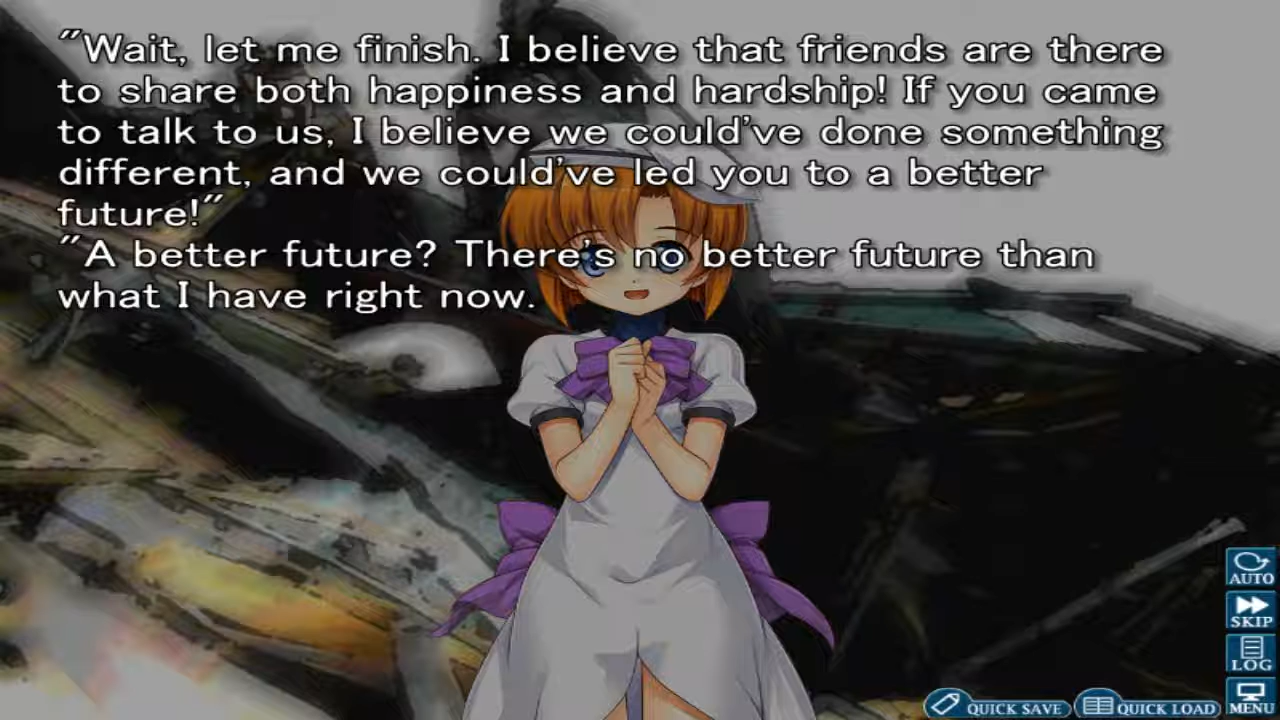 "Wait, let me finish. I believe that friends are there
to share both happiness and hardship! If you came
to talk to us, I believe we could've done something
different, and we could've led you to a better
future!"
"A better future? There's no better future than
what I have right now.
AUTO
SKIP
LOG
MENU
QUICK SAVE
QUICK LOAD